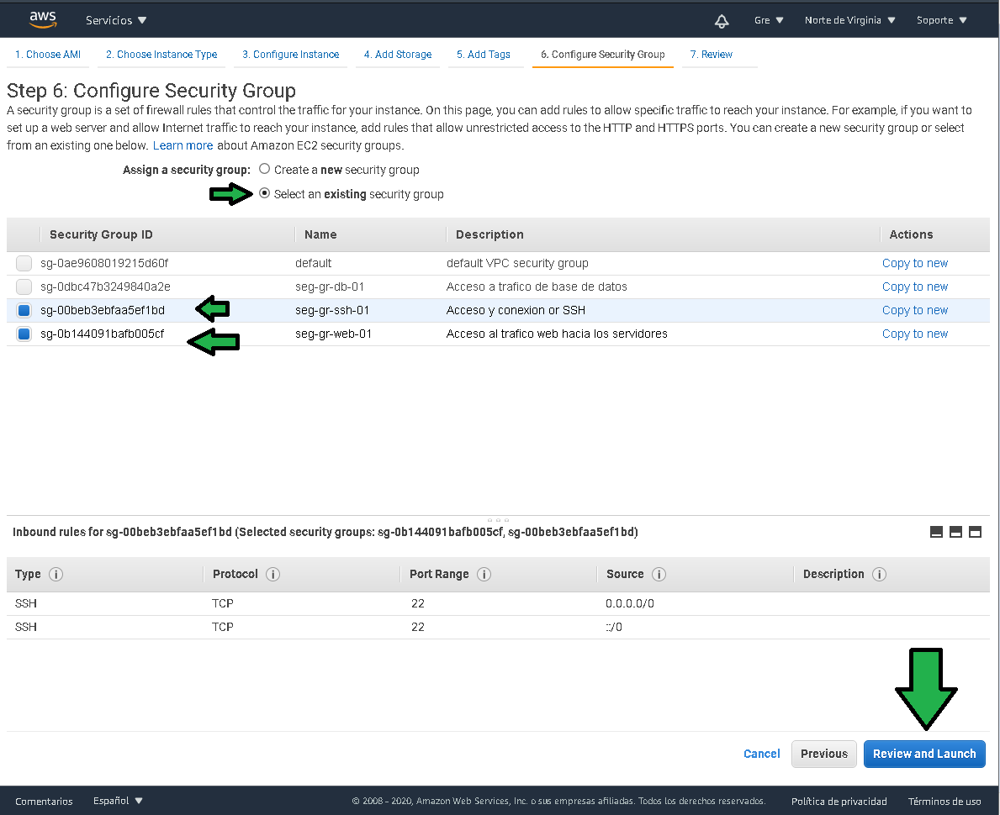 aws Servicios Gre Norte de Virginia Soporte
1. Choose AMI 2. Choose Instance Type 3. Configure Instance 4. Add Storage 5. Add Tags 6. Configure Security Group 7. Review
Step 6: Configure Security Group
A security group is a set of firewall rules that control the traffic for your instance. On this page, you can add rules to allow specific traffic to reach your instance. For example, if you want to
set up a web server and allow Internet traffic to reach your instance, add rules that allow unrestricted access to the HTTP and HTTPS ports. You can create a new security group or select
from an existing one below. Learn more about Amazon EC2 security groups.
Assign a security group: Create a new security group
Select an existing security group
Security Group ID Name Description Actions
sg-0ae9608019215d60f default default VPC security group Copy to new
sg-0dbc47b3249840a2e seg-gr-db-01 Acceso a trafico de base de datos Copy to new
sg-00beb3ebfaa5ef1bd seg-gr-ssh-01 Acceso y conexion or SSH Copy to new
sg-0b144091bafb005cf seg-gr-web-01 Acceso al trafico web hacia los servidores Copy to new
Inbound rules for sg-00beb3ebfaa5ef1bd (Selected security groups: sg-0b144091bafb005cf, sg-00beb3ebfaa5ef1bd)
Type i Protocol i Port Range i Source i Description i
SSH TCP 22 0.0.0.0/0
SSH TCP 22 ::/0
Cancel Previous Review and Launch
Comentarios Español © 2008 - 2020, Amazon Web Services, Inc. o sus empresas afiliadas. Todos los derechos reservados. Política de privacidad Términos de uso